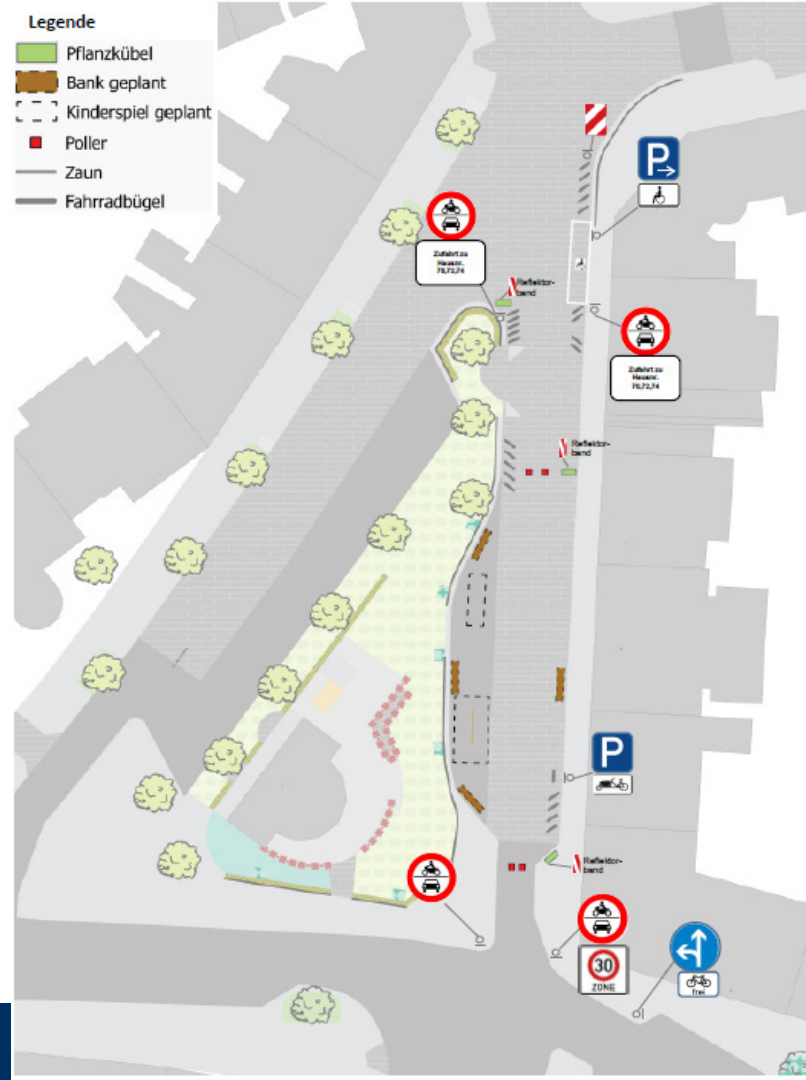 Legende
Pflanzkübel
Bank geplant
Kinderspiel geplant
Poller
Zaun
Fahrradbügel
P
Zufahrt zu
Hausnr.
70,72,74
Reflektor-
band
Zufahrt zu
Hausnr.
70,72,74
Reflektor-
band
P
Reflektor-
band
30
ZONE
frei